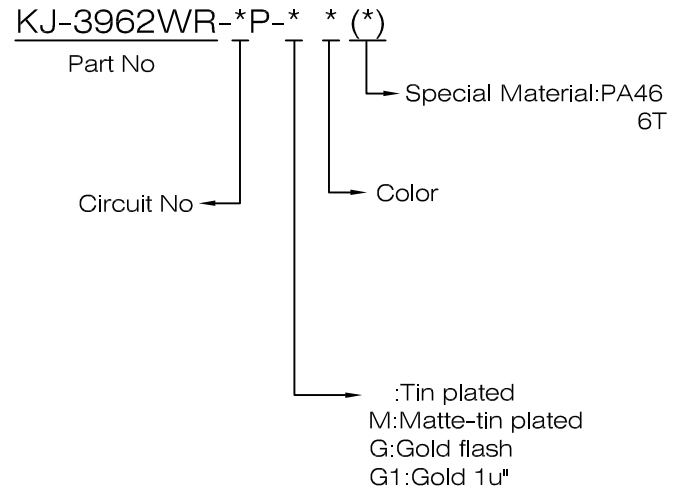 KJ-3962WR-*P-* * (*)
Part No
Special Material:PA46
6T
Circuit No
Color
:Tin plated
M:Matte-tin plated
G:Gold flash
G1:Gold 1u"